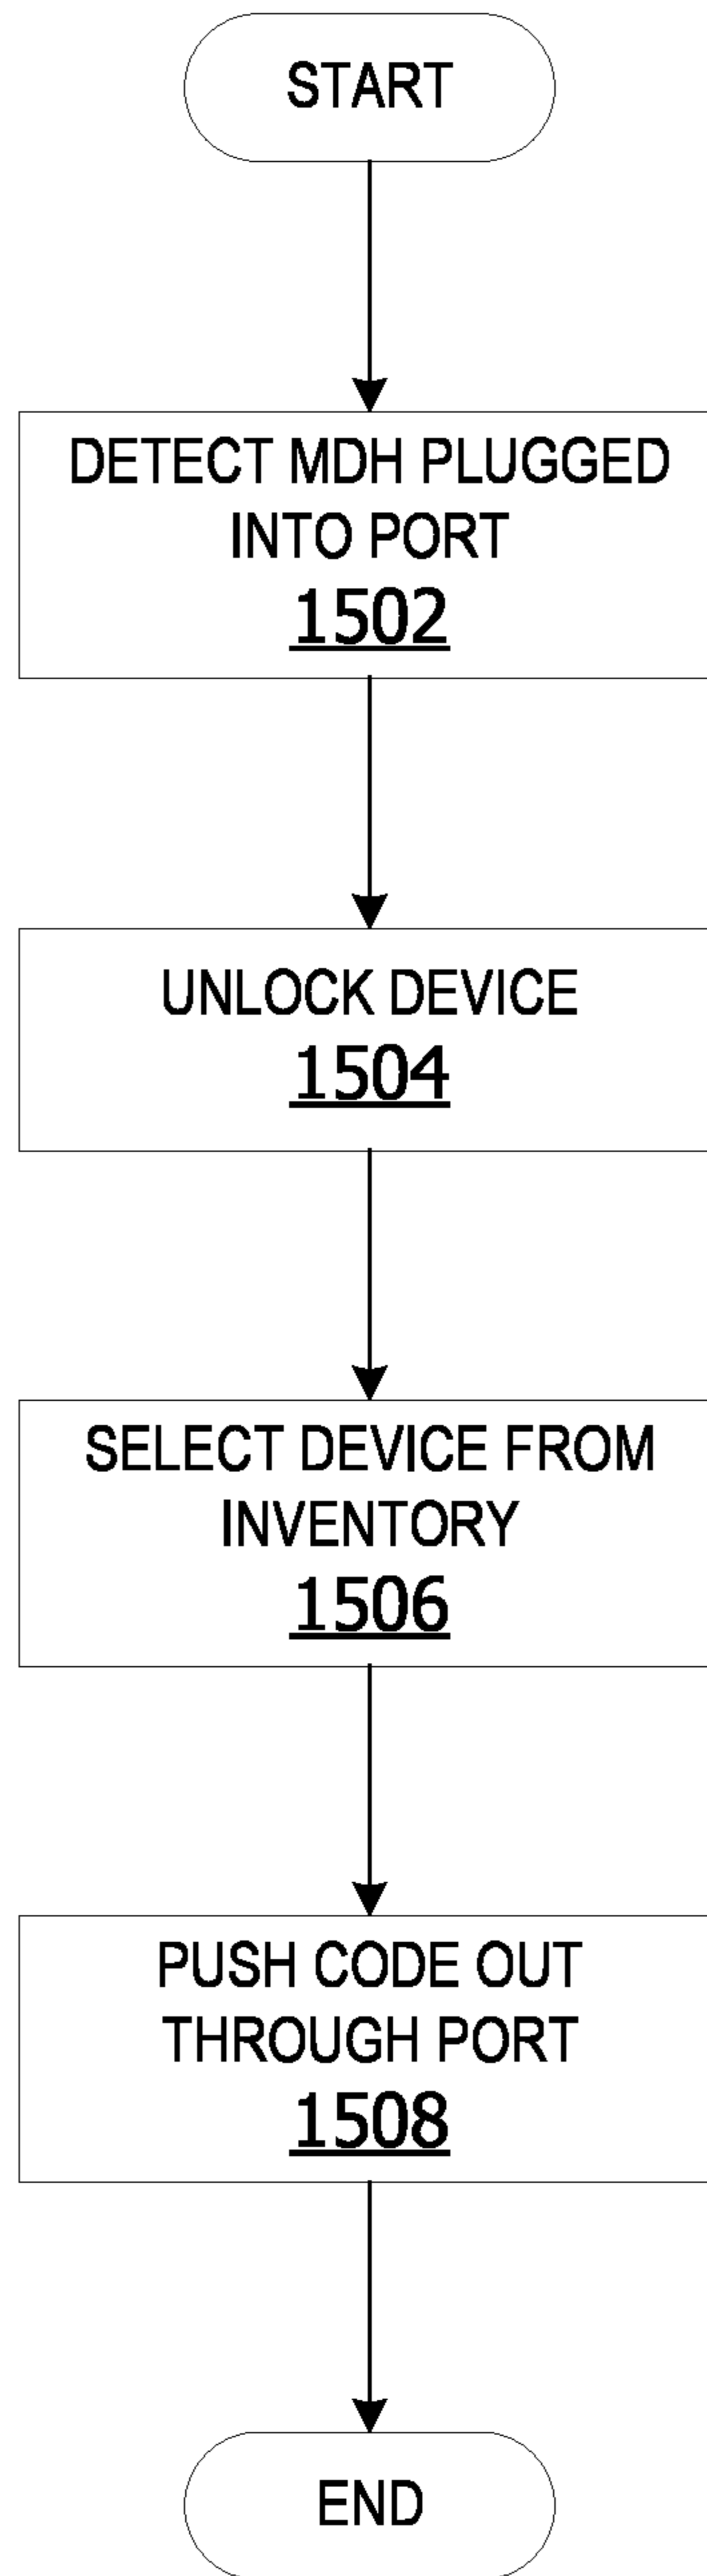 START
DETECT MDH PLUGGED
INTO PORT
1502
UNLOCK DEVICE
1504
SELECT DEVICE FROM
INVENTORY
1506
PUSH CODE OUT
THROUGH PORT
1508
END